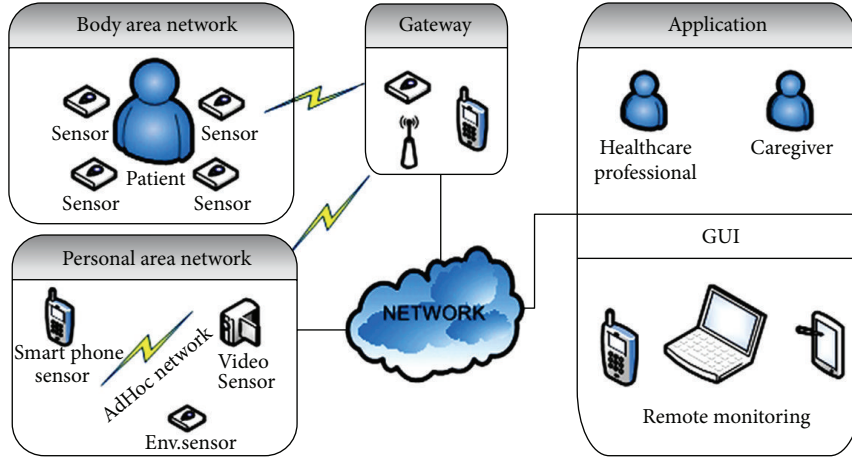 Body area network
Sensor
Sensor
Patient
Sensor
Sensor
Gateway
Application
Healthcare
professional
Caregiver
Personal area network
Smart phone
sensor
AdHoc network
Video
Sensor
Env.sensor
NETWORK
GUI
Remote monitoring